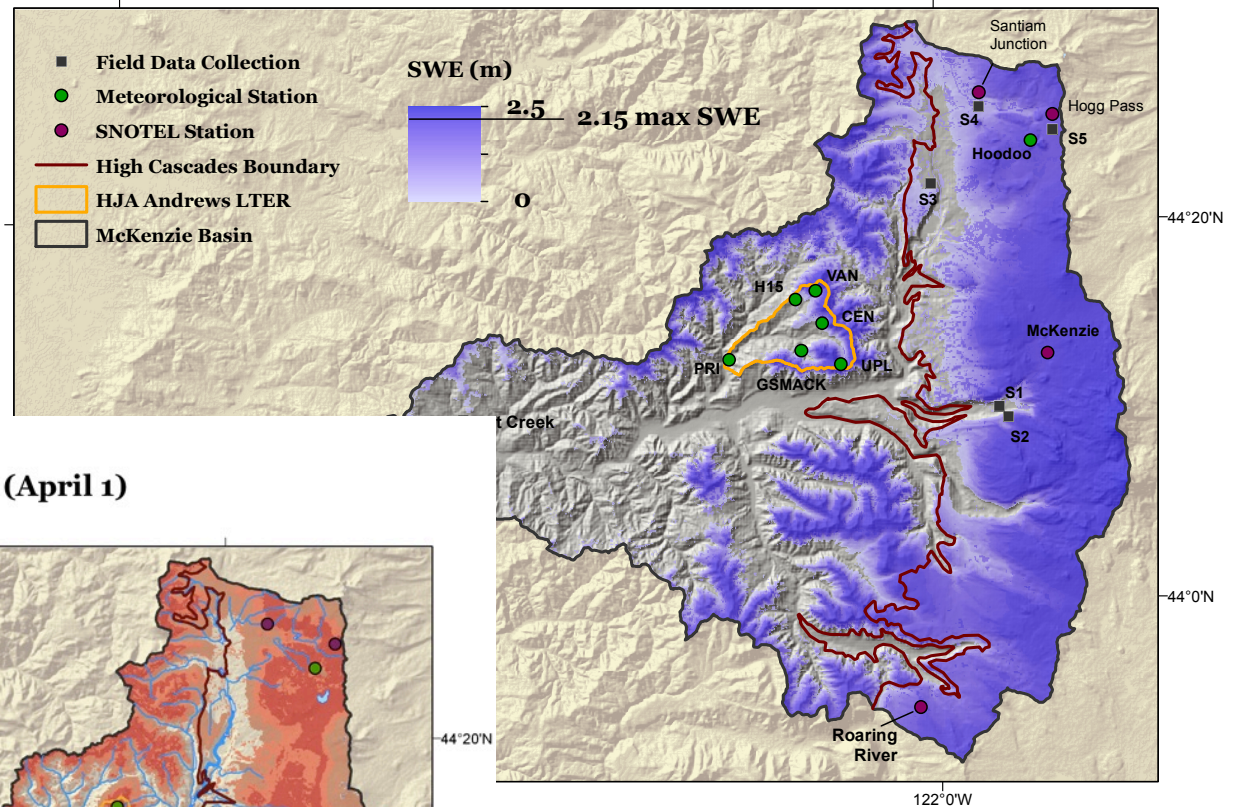 Field Data Collection
Meteorological Station
SNOTEL Station
High Cascades Boundary
HJA Andrews LTER
McKenzie Basin
SWE (m)
2.5
2.15 max SWE
0
Santiam
Junction
S4
Hogg Pass
S5
Hoodoo
S3
44°20'N
VAN
H15
CEN
McKenzie
PRI
GSMACK
UPL
S1
S2
t Creek
(April 1)
44°0'N
44°20'N
Roaring
River
122°0'W